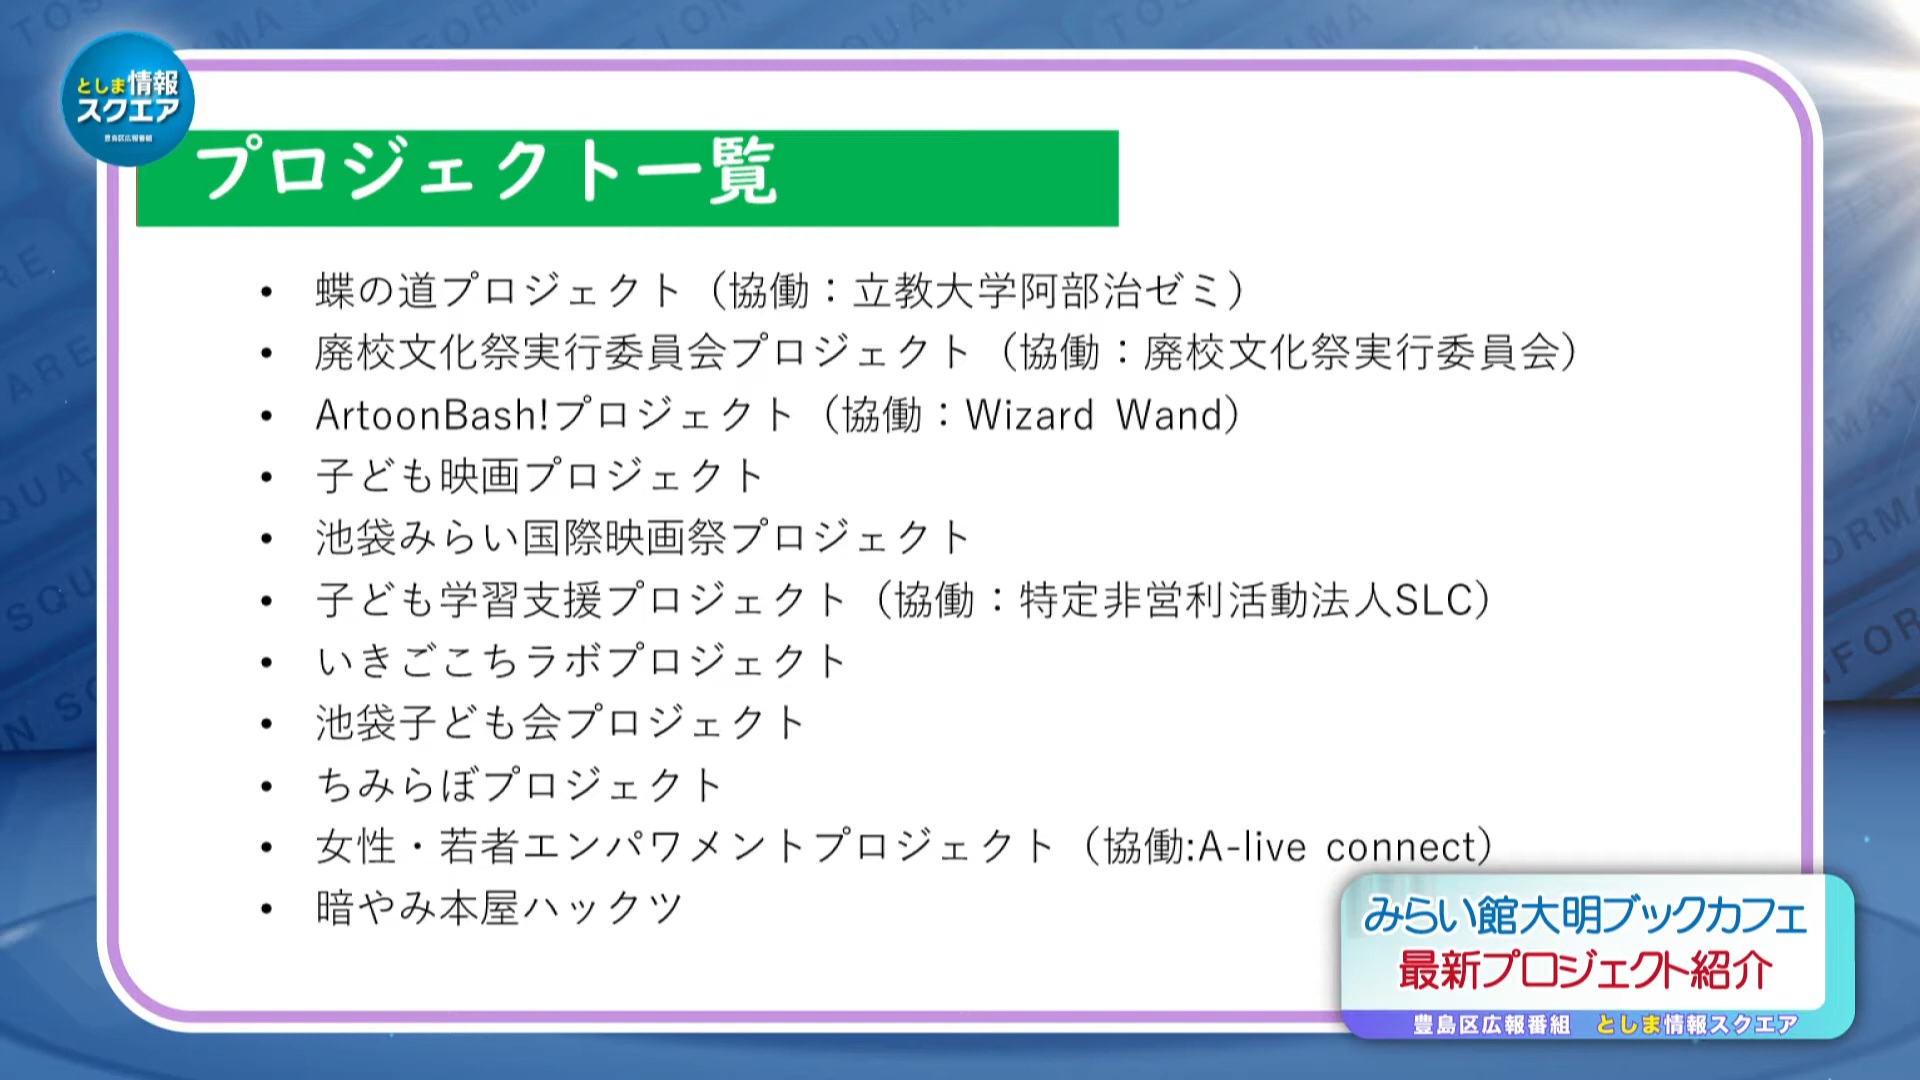 としま情報
スクエア
豊島区広報番組
プロジェクト一覧
• 蝶の道プロジェクト（協働：立教大学阿部治ゼミ）
• 廃校文化祭実行委員会プロジェクト（協働：廃校文化祭実行委員会）
• ArtoonBash!プロジェクト（協働：Wizard Wand）
• 子ども映画プロジェクト
• 池袋みらい国際映画祭プロジェクト
• 子ども学習支援プロジェクト（協働：特定非営利活動法人SLC）
• いきごこちラボプロジェクト
• 池袋子ども会プロジェクト
• ちみらぼプロジェクト
• 女性・若者エンパワメントプロジェクト（協働:A-live connect）
• 暗やみ本屋ハックツ
みらい館大明ブックカフェ
最新プロジェクト紹介
豊島区広報番組 としま情報スクエア